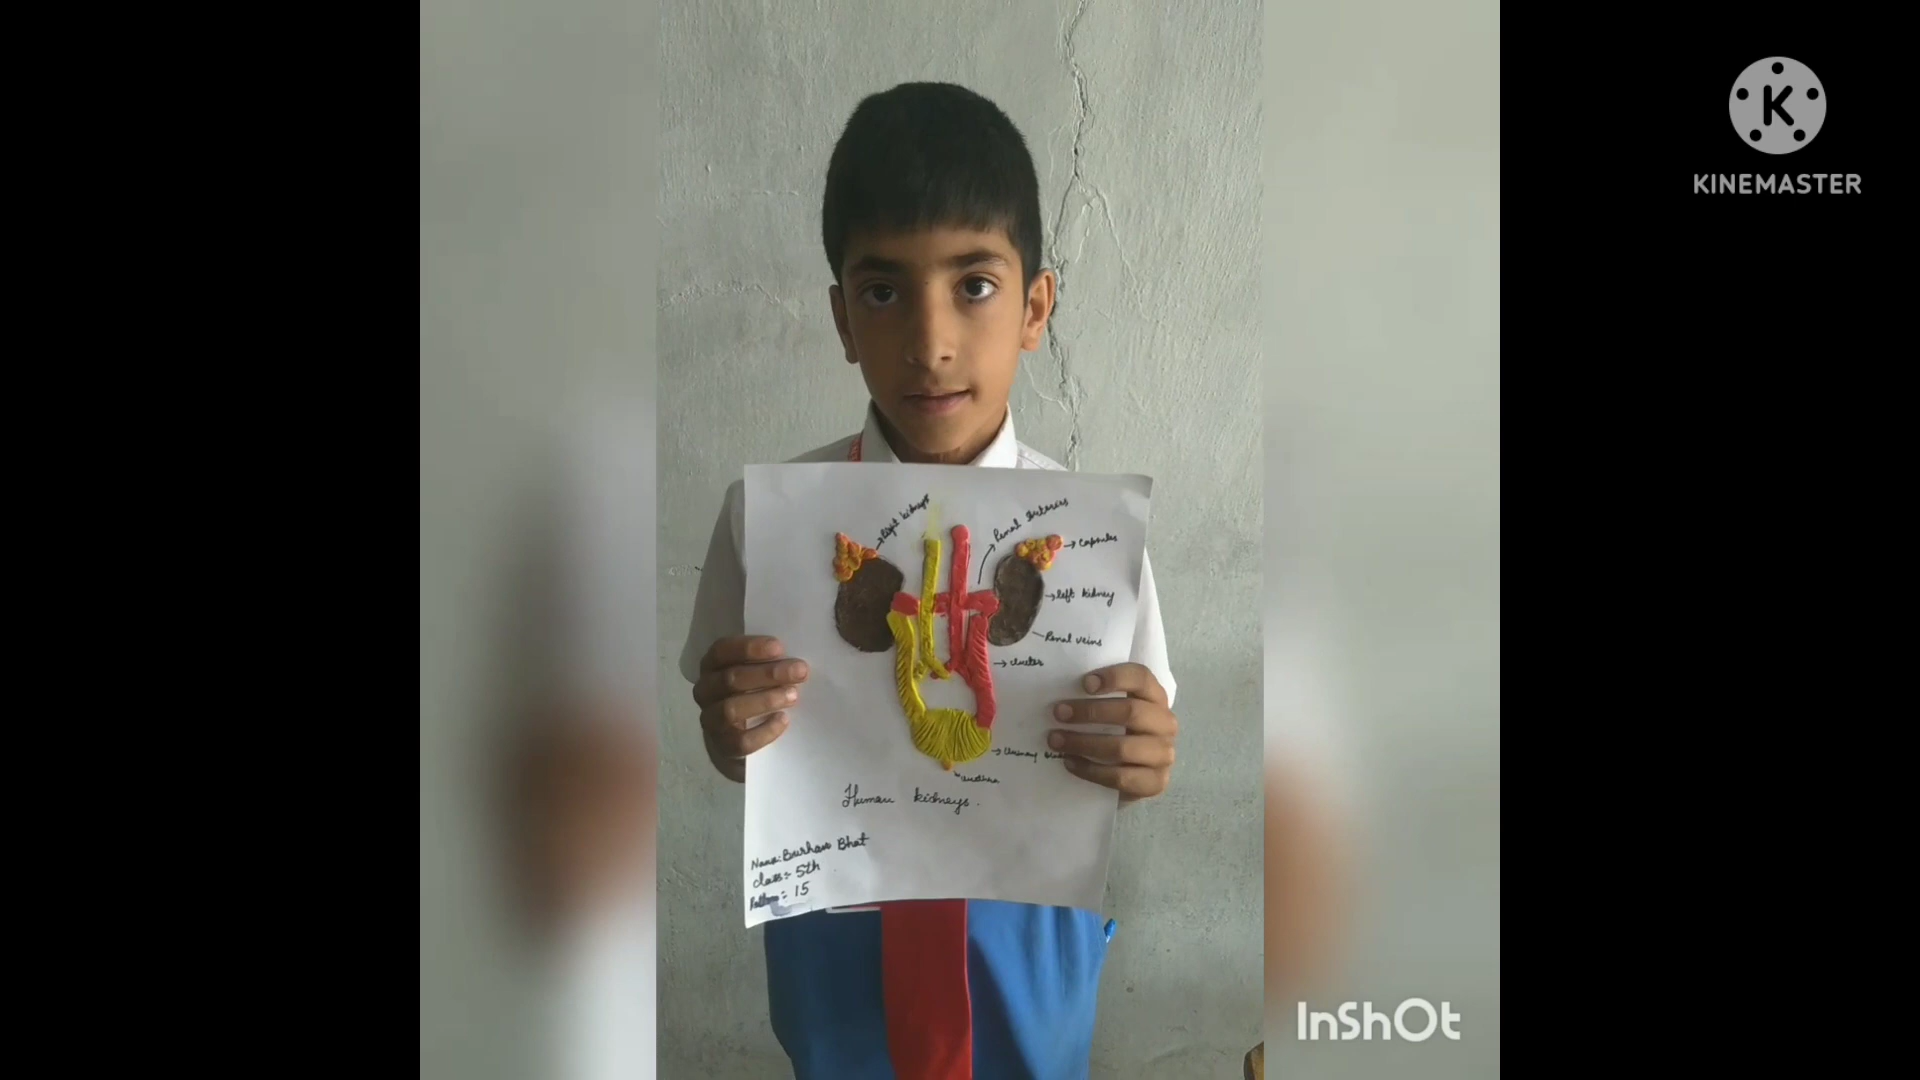 KINEMASTER
Right kidneys
Renal
capsules
left kidney
Renal veins
Ureter
Urinary
Urethra
Human kidneys.
Name: Burhan Bhat
class:- 5th
15
InShOt